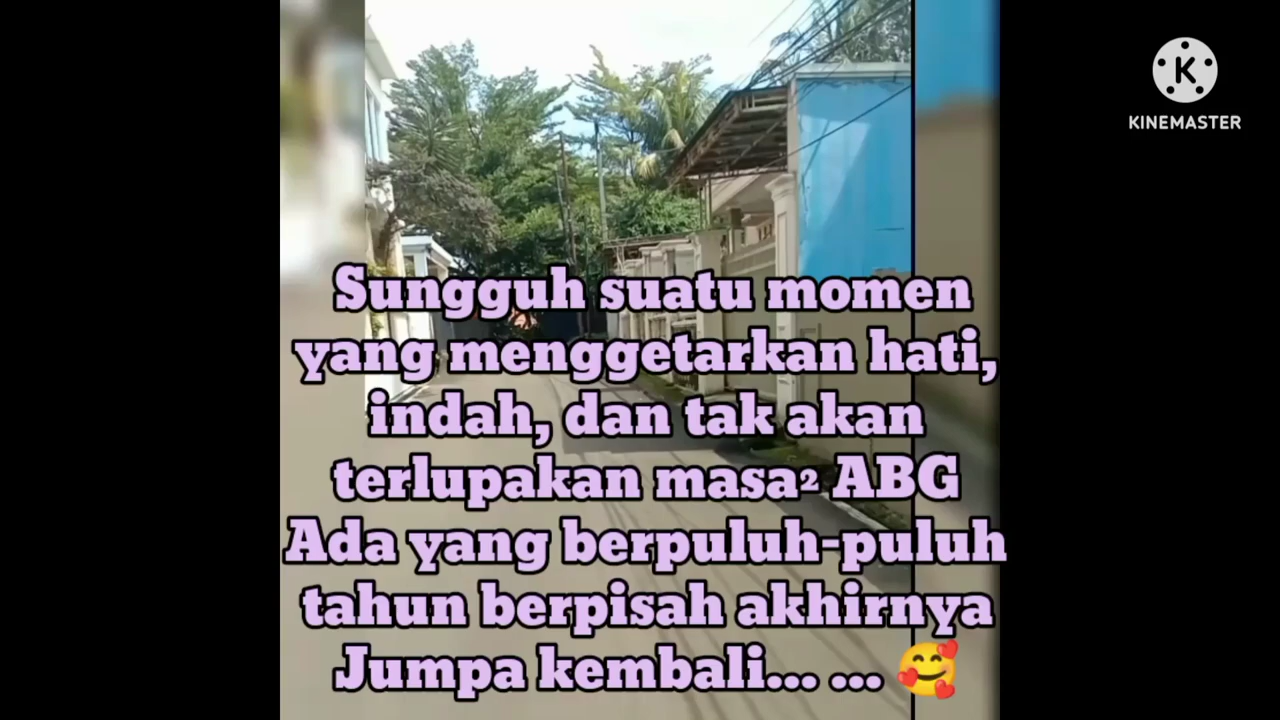 KINEMASTER
Sungguh suatu momen
yang menggetarkan hati,
indah, dan tak akan
terlupakan masa² ABG
Ada yang berpuluh-puluh
tahun berpisah akhirnya
Jumpa kembali... ... 🥰